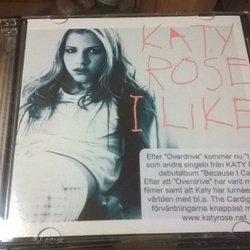 KATY
ROSE
I LIKE
Efter "Overdrive" kommer nu "I
som andra singeln från KATY
debutalbum "Because I Ca
Efter att "Overdrive" har varit m
filmer samt att Katy har turnée
världen med bl.a. The Cardig
förväntningarna knappast m
www.katyrose.net